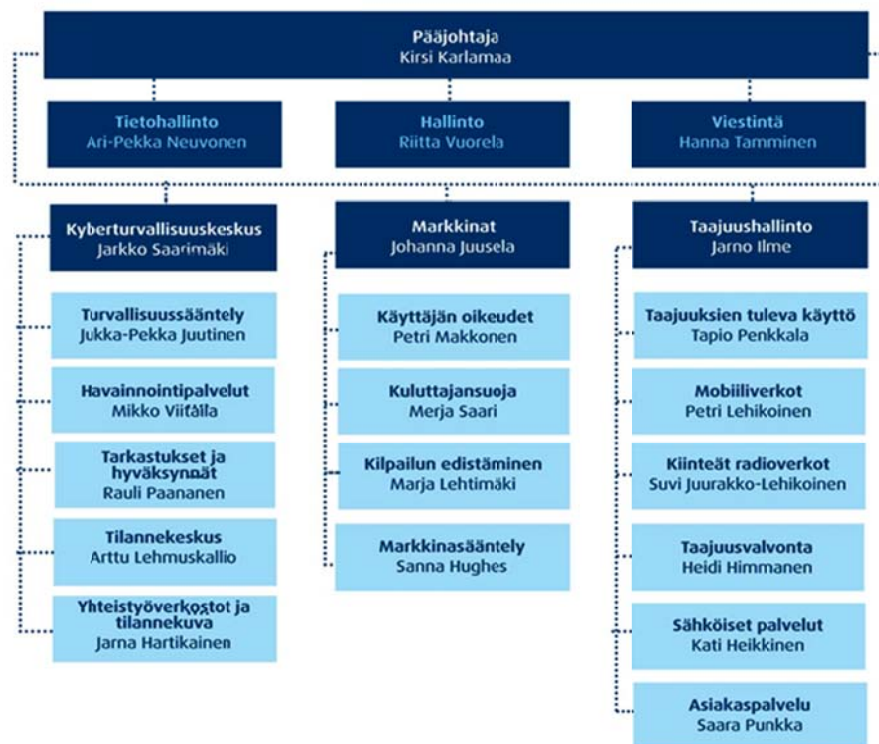 Pääjohtaja
Kirsi Karlamaa
Tietohallinto
Ari-Pekka Neuvonen
Hallinto
Riitta Vuorela
Viestintä
Hanna Tamminen
Kyberturvallisuuskeskus
Jarkko Saarimäki
Turvallisuussääntely
Jukka-Pekka Juutinen
Havainnointipalvelut
Mikko Viitälä
Tarkastukset ja
hyväksynnät
Rauli Paananen
Tilannekeskus
Arttu Lehmuskallio
Yhteistyöverkostot ja
tilannekuva
Jarna Hartikainen
Markkinat
Johanna Juusela
Käyttäjän oikeudet
Petri Makkonen
Kuluttajansuoja
Merja Saari
Kilpailun edistäminen
Marja Lehtimäki
Markkinasääntely
Sanna Hughes
Taajuushallinto
Jarno Ilme
Taajuuksien tuleva käyttö
Tapio Penkkala
Mobiiliverkot
Petri Lehikoinen
Kiinteät radioverkot
Suvi Juurakko-Lehikoinen
Taajuusvalvonta
Heidi Himmanen
Sähköiset palvelut
Kati Heikkinen
Asiakaspalvelu
Saara Punkka